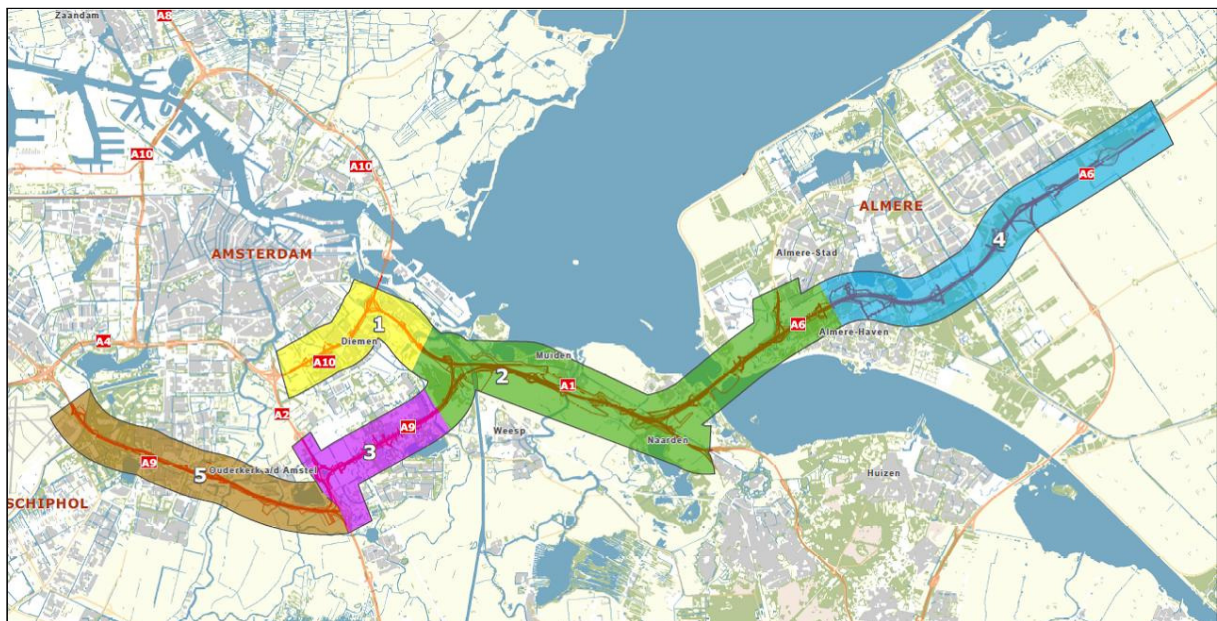 Zaandam
A8
A10
A10
A6
ALMERE
AMSTERDAM
4
Almere-Stad
1
A6
Almere-Haven
A4
Diemen
A10
Muiden
2
A1
A2
A9
Weesp
Naarden
3
A9
Ouderkerk a/d Amstel
5
Huizen
SCHIPHOL